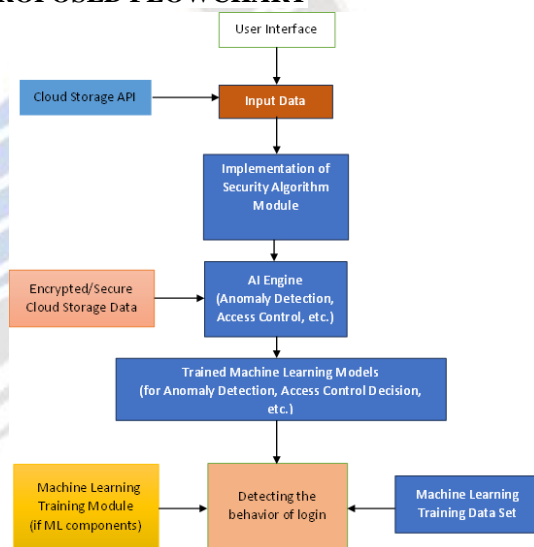 PROPOSED FLOWCHART
User Interface
Cloud Storage API
Input Data
Implementation of
Security Algorithm
Module
Encrypted/Secure
Cloud Storage Data
AI Engine
(Anomaly Detection,
Access Control, etc.)
Trained Machine Learning Models
(for Anomaly Detection, Access Control Decision,
etc.)
Machine Learning
Training Module
(if ML components)
Detecting the
behavior of login
Machine Learning
Training Data Set